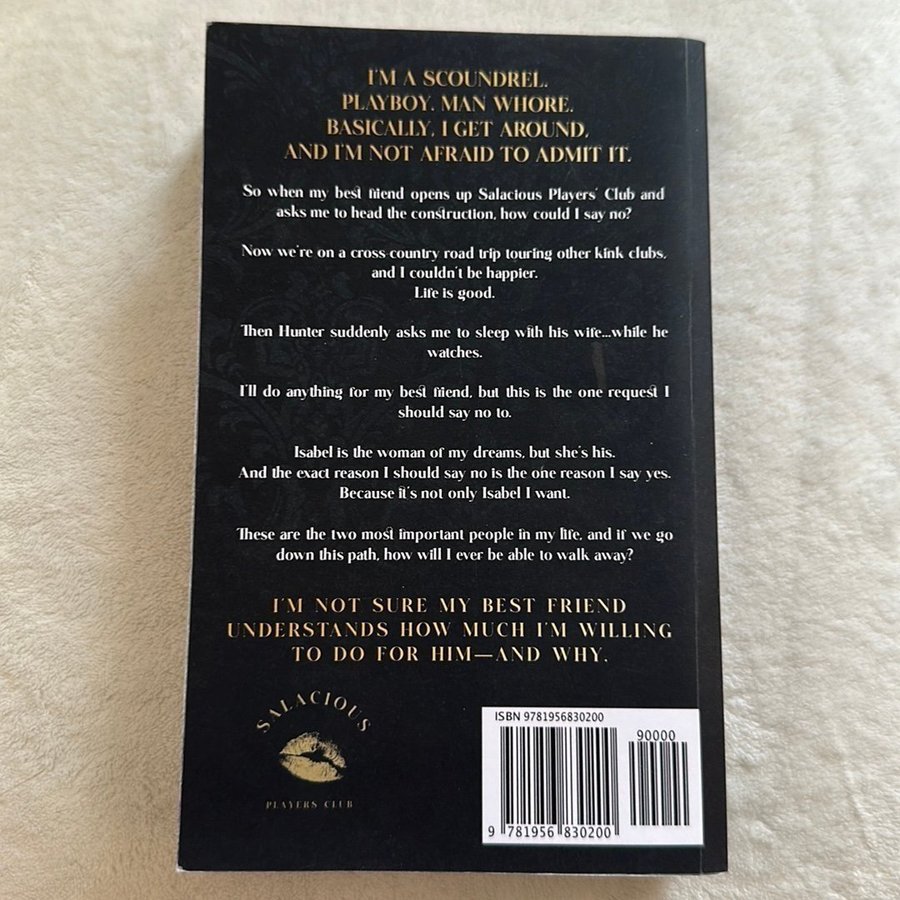 I'M A SCOUNDREL.
PLAYBOY. MAN WHORE.
BASICALLY, I GET AROUND.
AND I'M NOT AFRAID TO ADMIT IT.
So when my best friend opens up Salacious Players' Club and
asks me to head the construction, how could I say no?
Now we're on a cross-country road trip touring other kink clubs,
and I couldn't be happier.
Life is good.
Then Hunter suddenly asks me to sleep with his wife...while he
watches.
I'll do anything for my best friend, but this is the one request I
should say no to.
Isabel is the woman of my dreams, but she's his.
And the exact reason I should say no is the one reason I say yes.
Because it's not only Isabel I want.
These are the two most important people in my life, and if we go
down this path, how will I ever be able to walk away?
I'M NOT SURE MY BEST FRIEND
UNDERSTANDS HOW MUCH I'M WILLING
TO DO FOR HIM—AND WHY.
SALACIOUS
PLAYERS CLUB
ISBN 9781956830200
90000
9 781956 830200